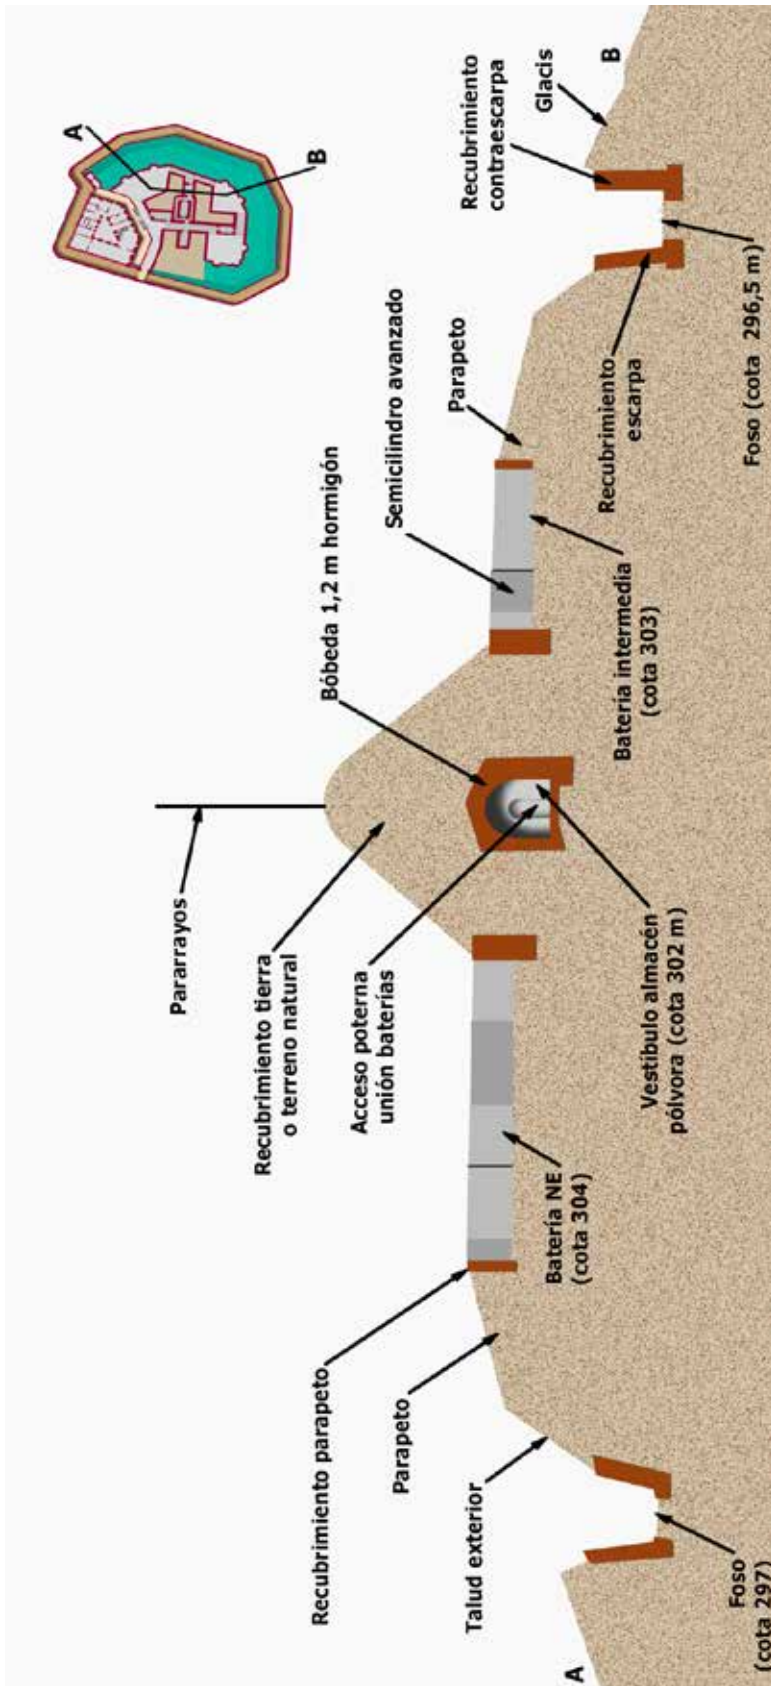 A
B
Pararrayos
Recubrimiento tierra
o terreno natural
Recubrimiento parapeto
Parapeto
Talud exterior
A
Foso
(cota 297)
Batería NE
(cota 304)
Acceso poterna
unión baterías
Vestíbulo almacén
pólvora (cota 302 m)
Bóbeda 1,2 m hormigón
Semicilindro avanzado
Parapeto
Batería intermedia
(cota 303)
Recubrimiento
escarpa
Foso (cota 296,5 m)
Recubrimiento
contraescarpa
Glacis
B